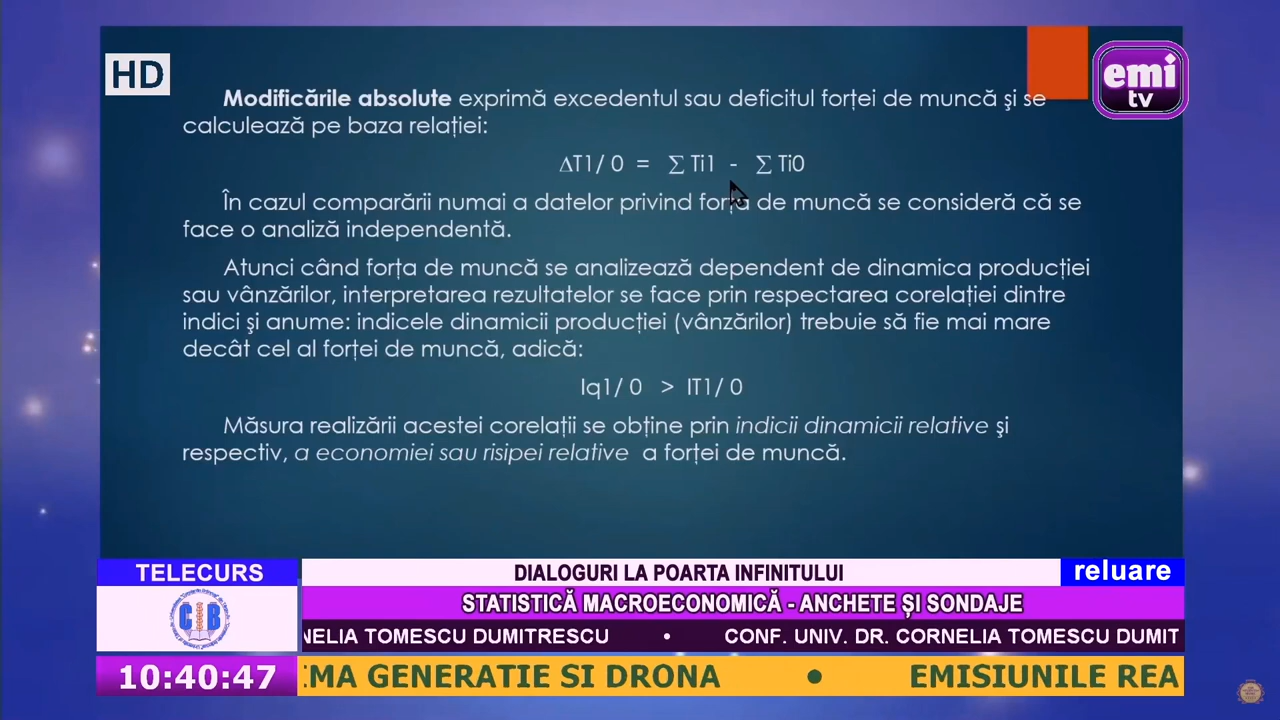 HD
emi
tv
Modificările absolute exprimă excedentul sau deficitul forței de muncă și se
calculează pe baza relației:
∆T1/0 = ∑ Ti1 - ∑ Ti0
În cazul comparării numai a datelor privind forța de muncă se consideră că se
face o analiză independentă.
Atunci când forța de muncă se analizează dependent de dinamica producției
sau vânzărilor, interpretarea rezultatelor se face prin respectarea corelației dintre
indici și anume: indicele dinamicii producției (vânzărilor) trebuie să fie mai mare
decât cel al forței de muncă, adică:
Iq1/0 > IT1/0
Măsura realizării acestei corelații se obține prin indicii dinamicii relative și
respectiv, a economiei sau risipei relative a forței de muncă.
TELECURS
DIALOGURI LA POARTA INFINITULUI
reluare
CIB
STATISTICĂ MACROECONOMICĂ - ANCHETE ȘI SONDAJE
NELIA TOMESCU DUMITRESCU • CONF. UNIV. DR. CORNELIA TOMESCU DUMIT
10:40:47
MA GENERATIE SI DRONA • EMISIUNILE REA